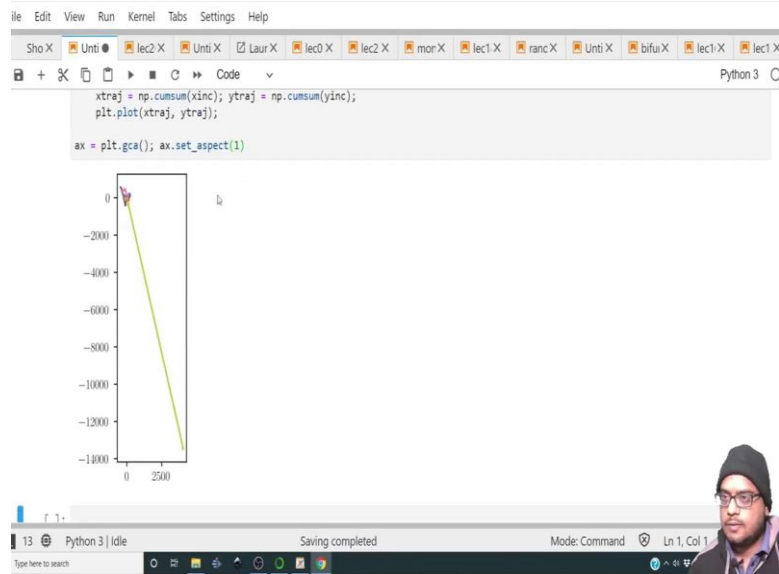 ile Edit View Run Kernel Tabs Settings Help
Sho X Unti lec2 X Unti X Laur X lec0 X lec2 X mor X lec1 X ranc X Unti X bifur X lec1 X lec1 X
Code Python 3
xtraj = np.cumsum(xinc); ytraj = np.cumsum(yinc);
plt.plot(xtraj, ytraj);
ax = plt.gca(); ax.set_aspect(1)
0
−2000
−4000
−6000
−8000
−10000
−12000
−14000
0 2500
[ ]:
13 Python 3 | Idle Saving completed Mode: Command Ln 1, Col 1
Type here to search